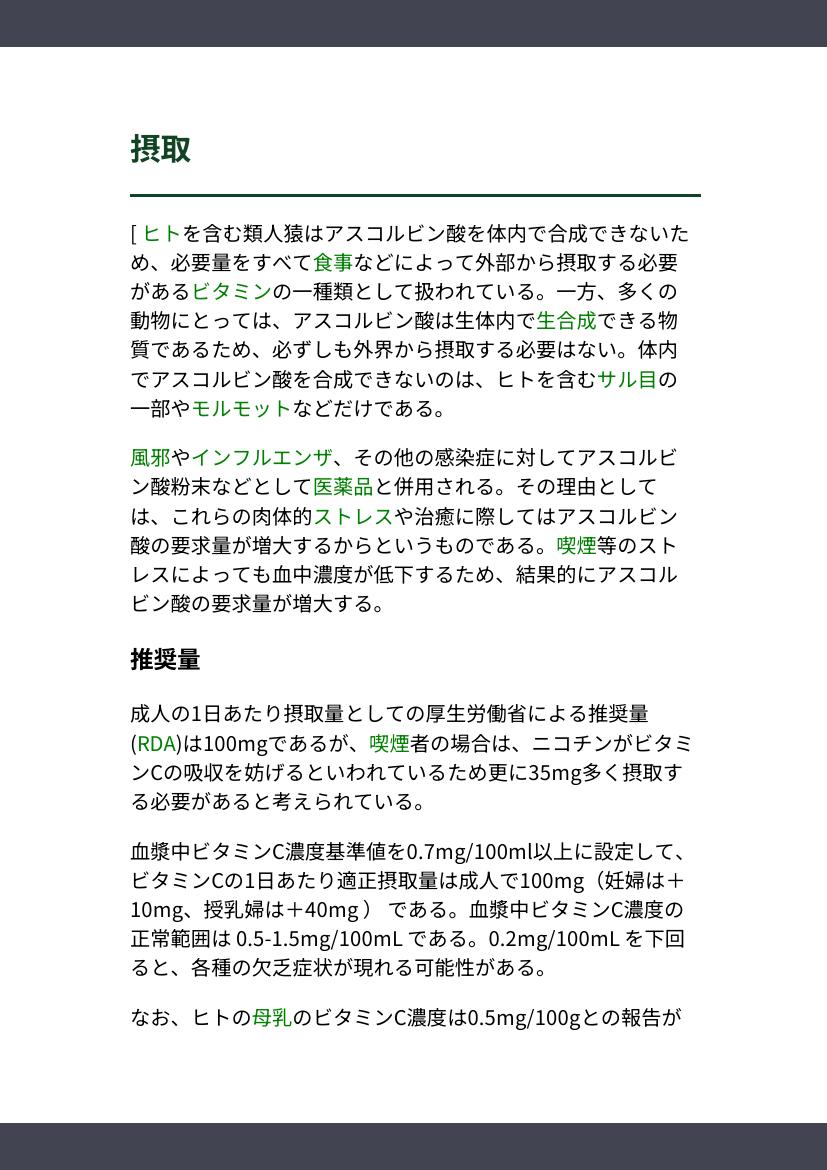 摂取
[ ヒトを含む類人猿はアスコルビン酸を体内で合成できないた
め、必要量をすべて食事などによって外部から摂取する必要
があるビタミンの一種類として扱われている。一方、多くの
動物にとっては、アスコルビン酸は生体内で生合成できる物
質であるため、必ずしも外界から摂取する必要はない。体内
でアスコルビン酸を合成できないのは、ヒトを含むサル目の
一部やモルモットなどだけである。
風邪やインフルエンザ、その他の感染症に対してアスコルビ
ン酸粉末などとして医薬品と併用される。その理由として
は、これらの肉体的ストレスや治癒に際してはアスコルビン
酸の要求量が増大するからというものである。喫煙等のスト
レスによっても血中濃度が低下するため、結果的にアスコル
ビン酸の要求量が増大する。
推奨量
成人の1日あたり摂取量としての厚生労働省による推奨量
(RDA)は100mgであるが、喫煙者の場合は、ニコチンがビタミ
ンCの吸収を妨げるといわれているため更に35mg多く摂取す
る必要があると考えられている。
血漿中ビタミンC濃度基準値を0.7mg/100ml以上に設定して、
ビタミンCの1日あたり適正摂取量は成人で100mg（妊婦は＋
10mg、授乳婦は＋40mg ） である。血漿中ビタミンC濃度の
正常範囲は 0.5-1.5mg/100mL である。0.2mg/100mL を下回
ると、各種の欠乏症状が現れる可能性がある。
なお、ヒトの母乳のビタミンC濃度は0.5mg/100gとの報告が